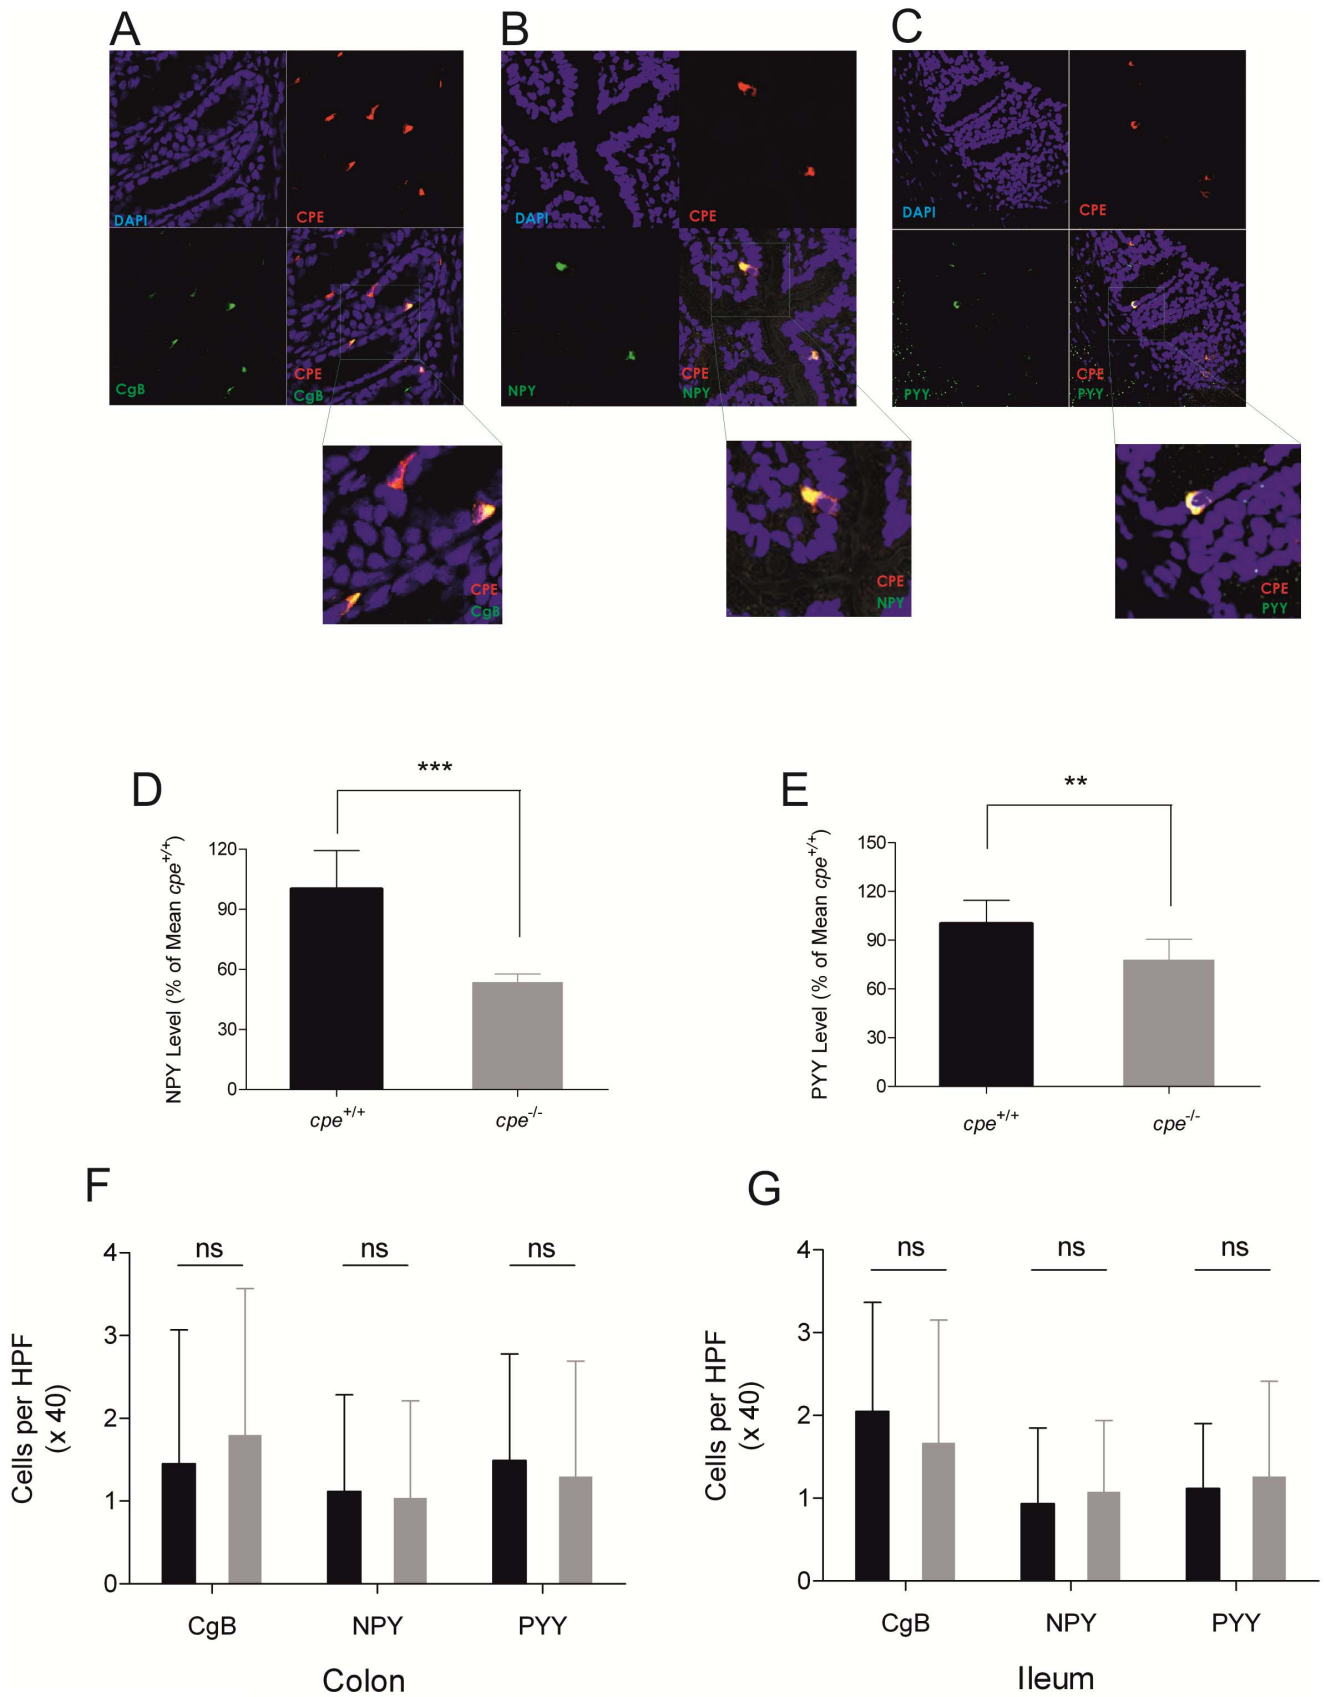 A
B
C
DAPI
CPE
DAPI
CPE
DAPI
CPE
CgB
CPE
CgB
NPY
CPE
NPY
PYY
CPE
PYY
CPE
CgB
CPE
NPY
CPE
PYY
D
***
NPY Level (% of Mean cpe+/+)
120
90
60
30
0
cpe+/+
cpe-/-
E
**
PYY Level (% of Mean cpe+/+)
150
120
90
60
30
0
cpe+/+
cpe-/-
F
Cells per HPF
(x 40)
4
3
2
1
0
ns
ns
ns
CgB
NPY
PYY
Colon
G
Cells per HPF
(x 40)
4
3
2
1
0
ns
ns
ns
CgB
NPY
PYY
Ileum